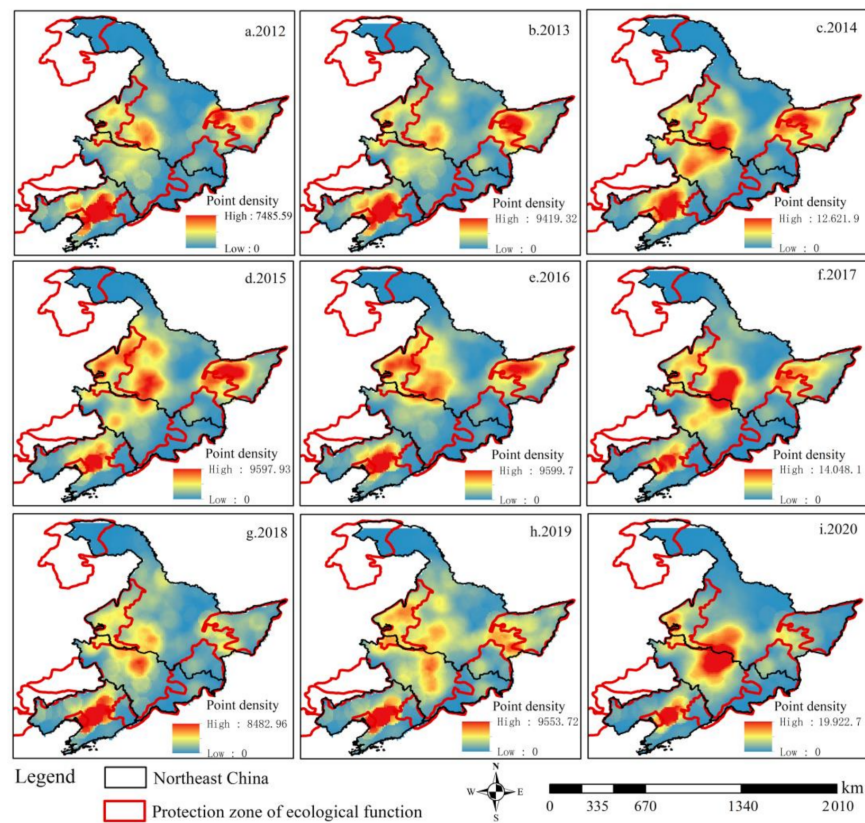 a.2012
Point density
High : 7485.59
Low : 0
b.2013
Point density
High : 9419.32
Low : 0
c.2014
Point density
High : 12.621.9
Low : 0
d.2015
Point density
High : 9597.93
Low : 0
e.2016
Point density
High : 9599.7
Low : 0
f.2017
Point density
High : 14.048.1
Low : 0
g.2018
Point density
High : 8482.96
Low : 0
h.2019
Point density
High : 9553.72
Low : 0
i.2020
Point density
High : 19.922.7
Low : 0
Legend
Northeast China
Protection zone of ecological function
N
W E
S
km
0 335 670 1340 2010